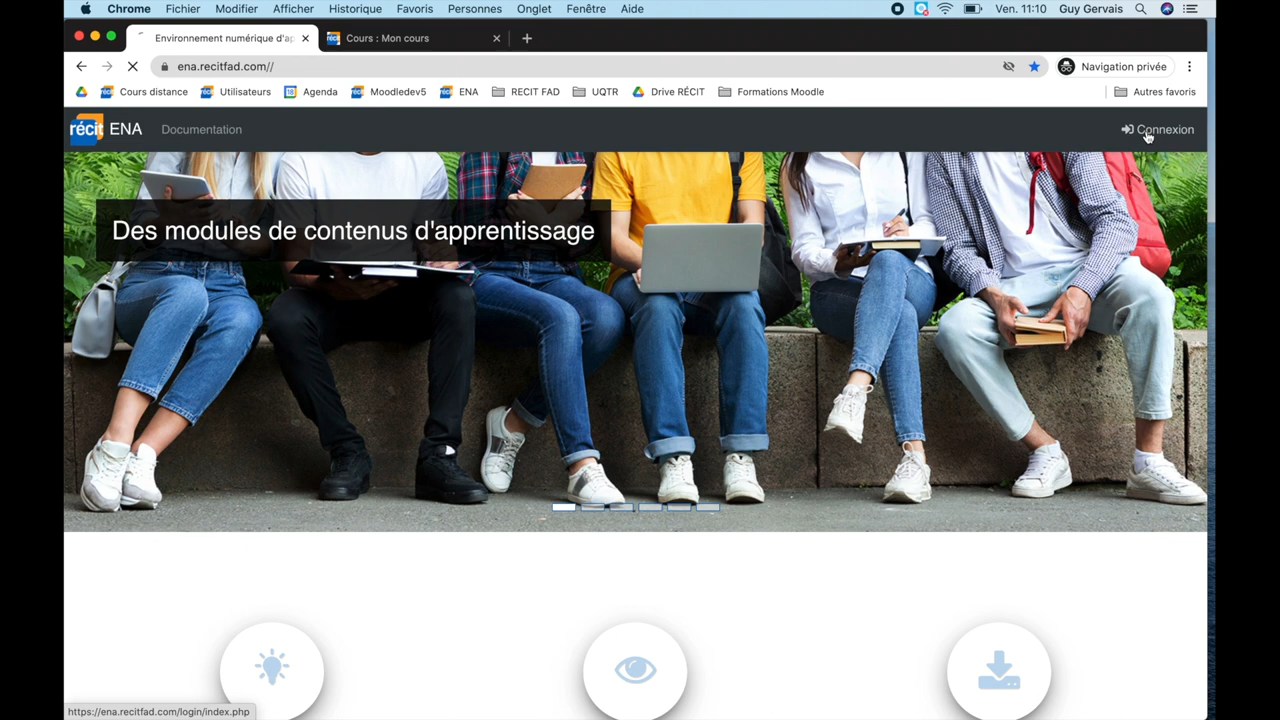 Chrome Fichier Modifier Afficher Historique Favoris Personnes Onglet Fenêtre Aide Ven. 11:10 Guy Gervais
Environnement numérique d'ap Cours : Mon cours
ena.recitfad.com// Navigation privée
Cours distance Utilisateurs 18 Agenda Moodledev5 ENA RECIT FAD UQTR Drive RÉCIT Formations Moodle Autres favoris
récit ENA Documentation Connexion
Des modules de contenus d'apprentissage
https://ena.recitfad.com/login/index.php